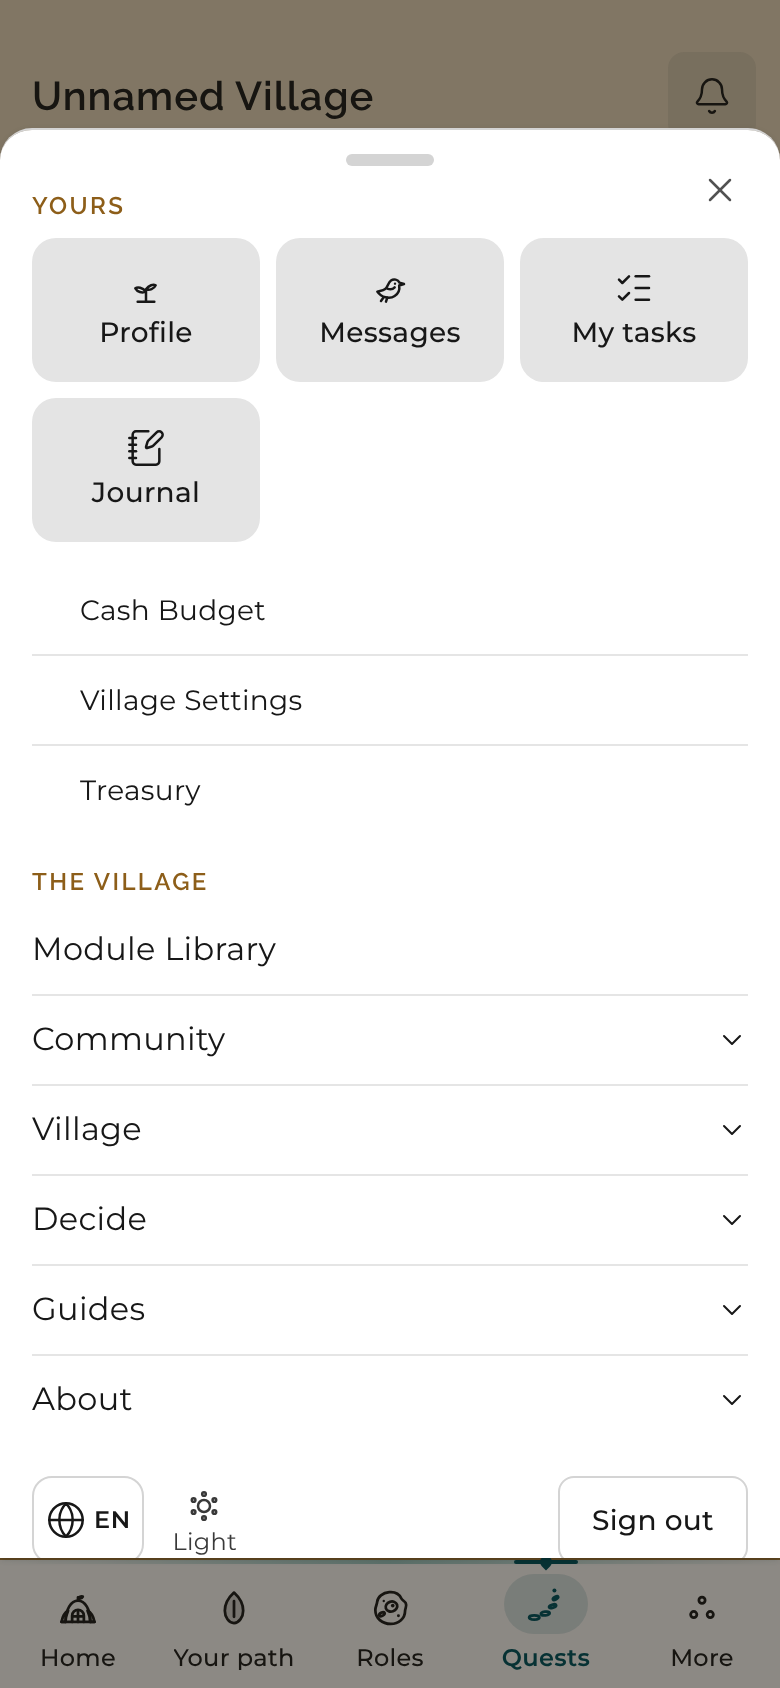 Unnamed Village
YOURS
Profile
Messages
My tasks
Journal
Cash Budget
Village Settings
Treasury
THE VILLAGE
Module Library
Community
Village
Decide
Guides
About
EN
Light
Sign out
Home
Your path
Roles
Quests
More